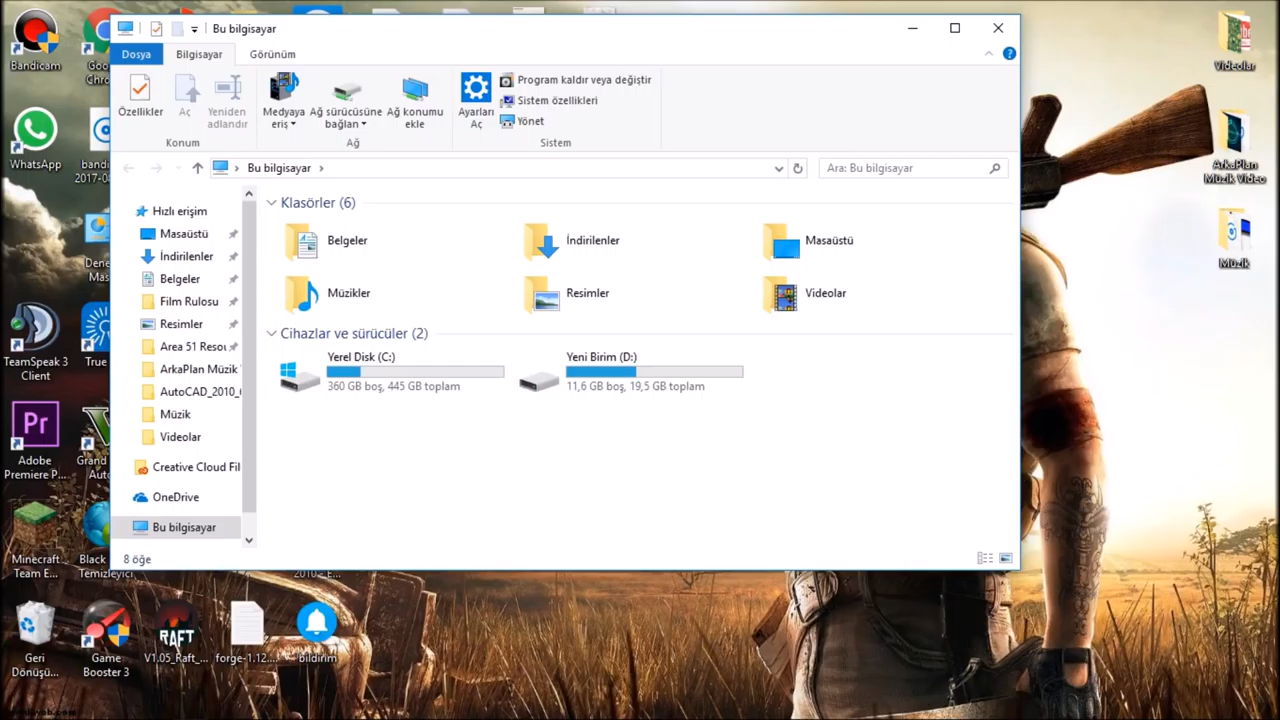 Bu bilgisayar
Dosya
Bilgisayar
Görünüm
Özellikler
Aç
Yeniden
adlandır
Konum
Medyaya
eriş
Ağ sürücüsüne
bağlan
Ağ konumu
ekle
Ağ
Ayarları
Aç
Program kaldır veya değiştir
Sistem özellikleri
Yönet
Sistem
Bu bilgisayar
Ara: Bu bilgisayar
Hızlı erişim
Masaüstü
İndirilenler
Belgeler
Film Rulosu
Resimler
Area 51 Resou
ArkaPlan Müzik
AutoCAD_2010_
Müzik
Videolar
Creative Cloud Fil
OneDrive
Bu bilgisayar
Klasörler (6)
Belgeler
İndirilenler
Masaüstü
Müzikler
Resimler
Videolar
Cihazlar ve sürücüler (2)
Yerel Disk (C:)
360 GB boş, 445 GB toplam
Yeni Birim (D:)
11,6 GB boş, 19,5 GB toplam
8 öğe
Bandicam
Goo
Chro
WhatsApp
bandi
2017-0
Dene
Mas
TeamSpeak 3
Client
True
Pr
Adobe
Premiere P...
Grand
Auto
Minecraft
Team E...
Black
Temizleyici
2010 - E...
Geri
Dönüşü...
Game
Booster 3
RAFT
V1.05_Raft_...
forge-1.12....
bildirim
Videolar
ArkaPlan
Müzik Video
Müzik